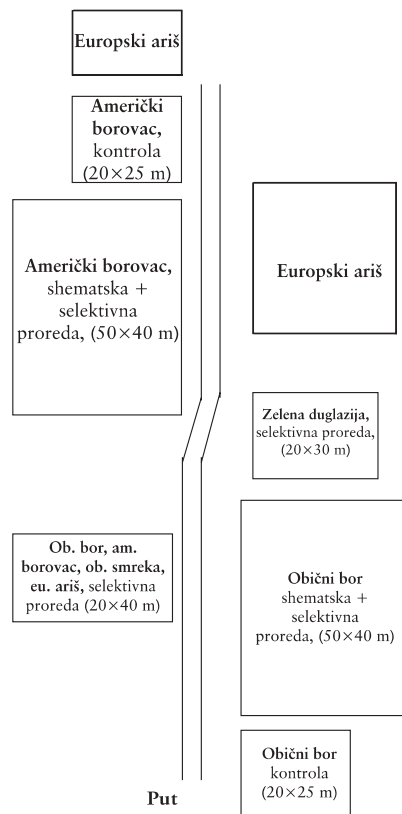 Europski ariš
Américki
borovac,
kontrola
(20×25 m)
Američki borovac,
shematska +
selektivna
proreda, (50×40 m)
Europski ariš
Zelena duglazija,
selektivna proreda,
(20×30 m)
Ob. bor, am.
borovac, ob. smreka,
eu. ariš, selektivna
proreda (20×40 m)
Obični bor
shematska +
selektivna
proreda, (50×40 m)
Obični bor
kontrola
(20×25 m)
Put